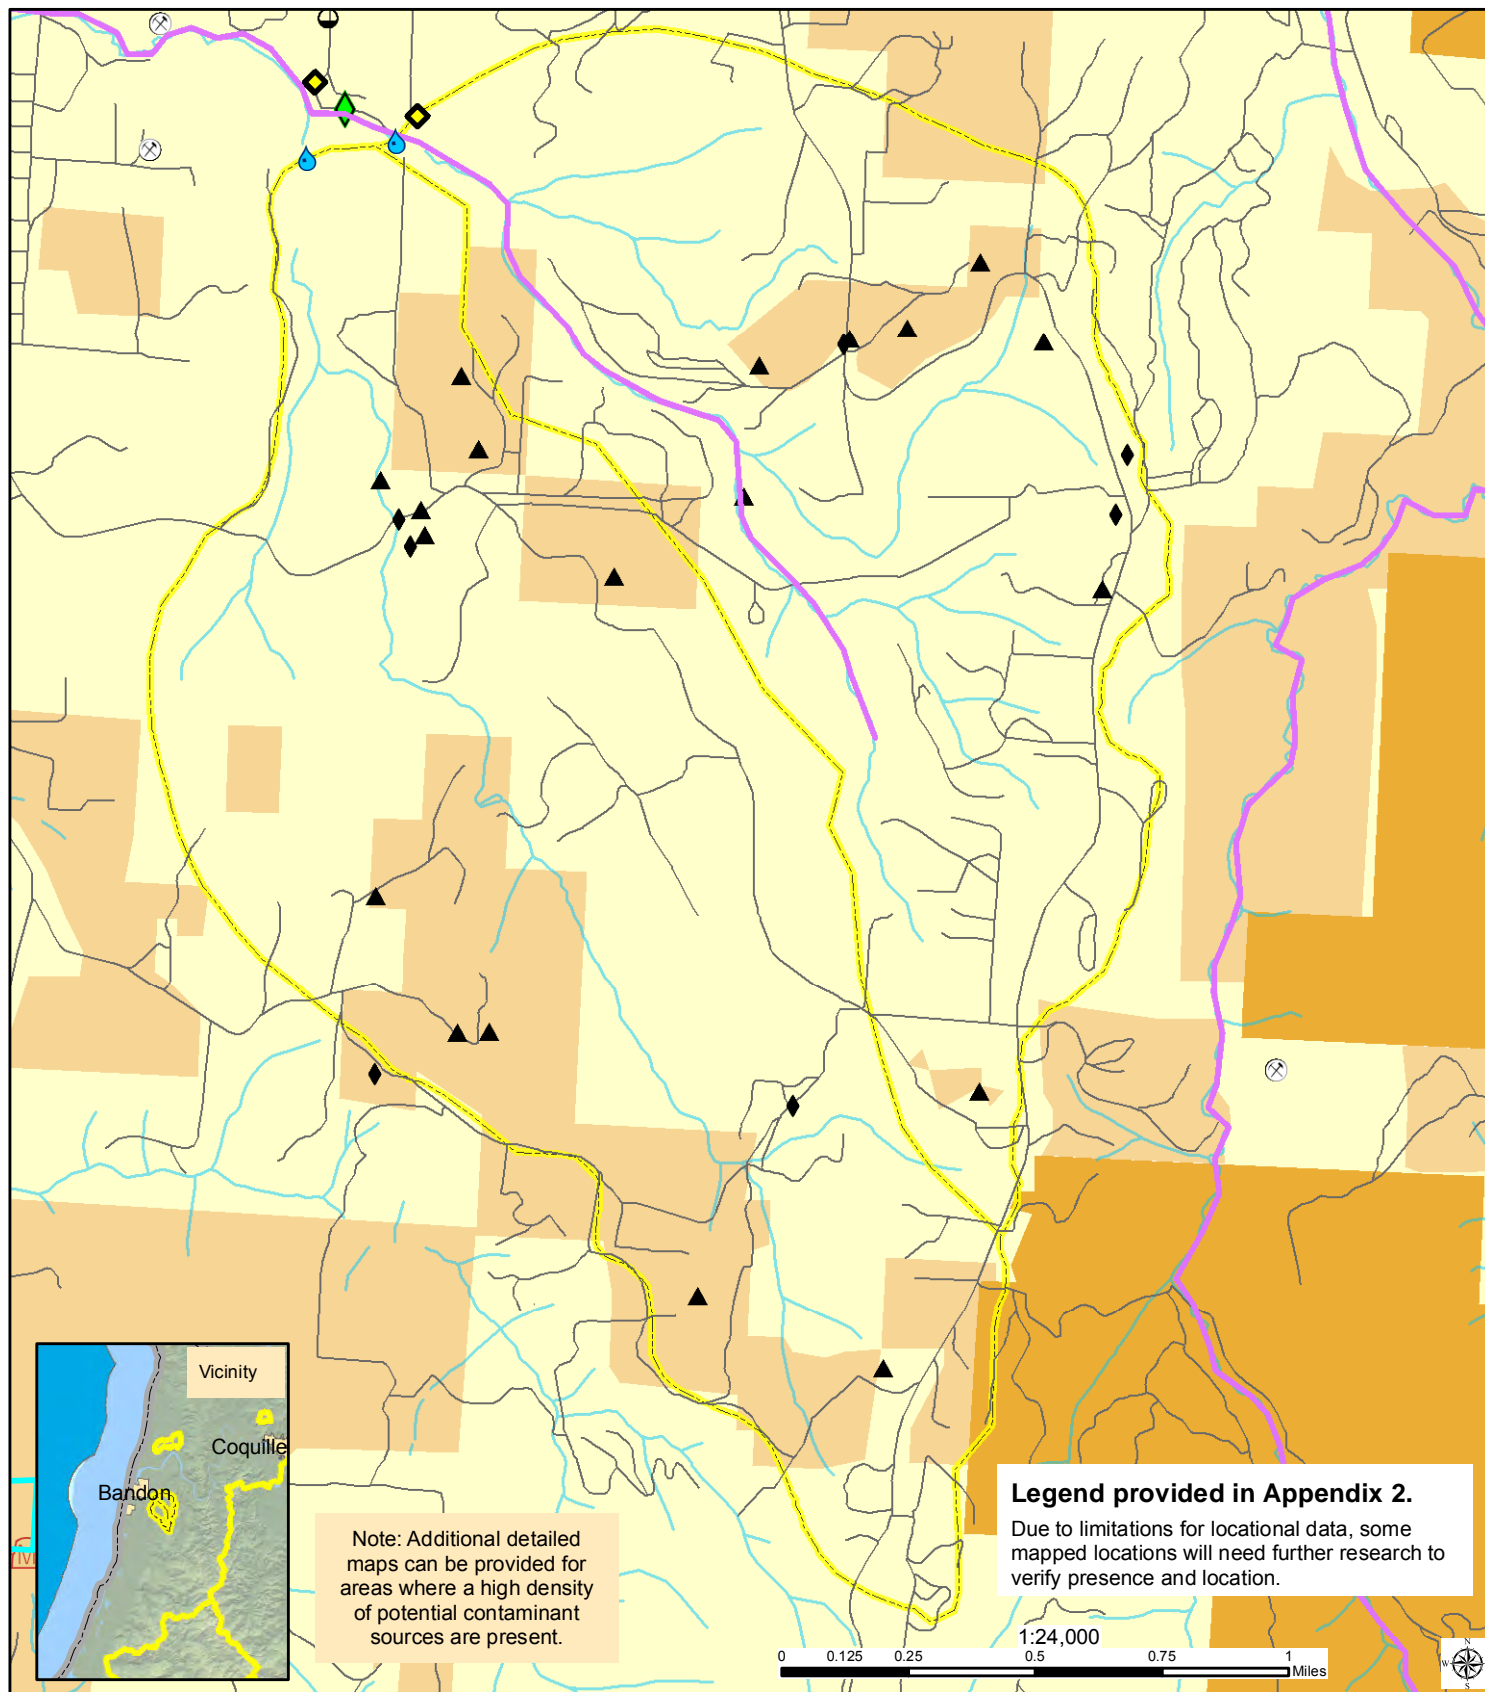 Vicinity
Coquille
Bandon
Note: Additional detailed
maps can be provided for
areas where a high density
of potential contaminant
sources are present.
Legend provided in Appendix 2.
Due to limitations for locational data, some
mapped locations will need further research to
verify presence and location.
1:24,000
0 0.125 0.25 0.5 0.75 1
Miles
N
W
S